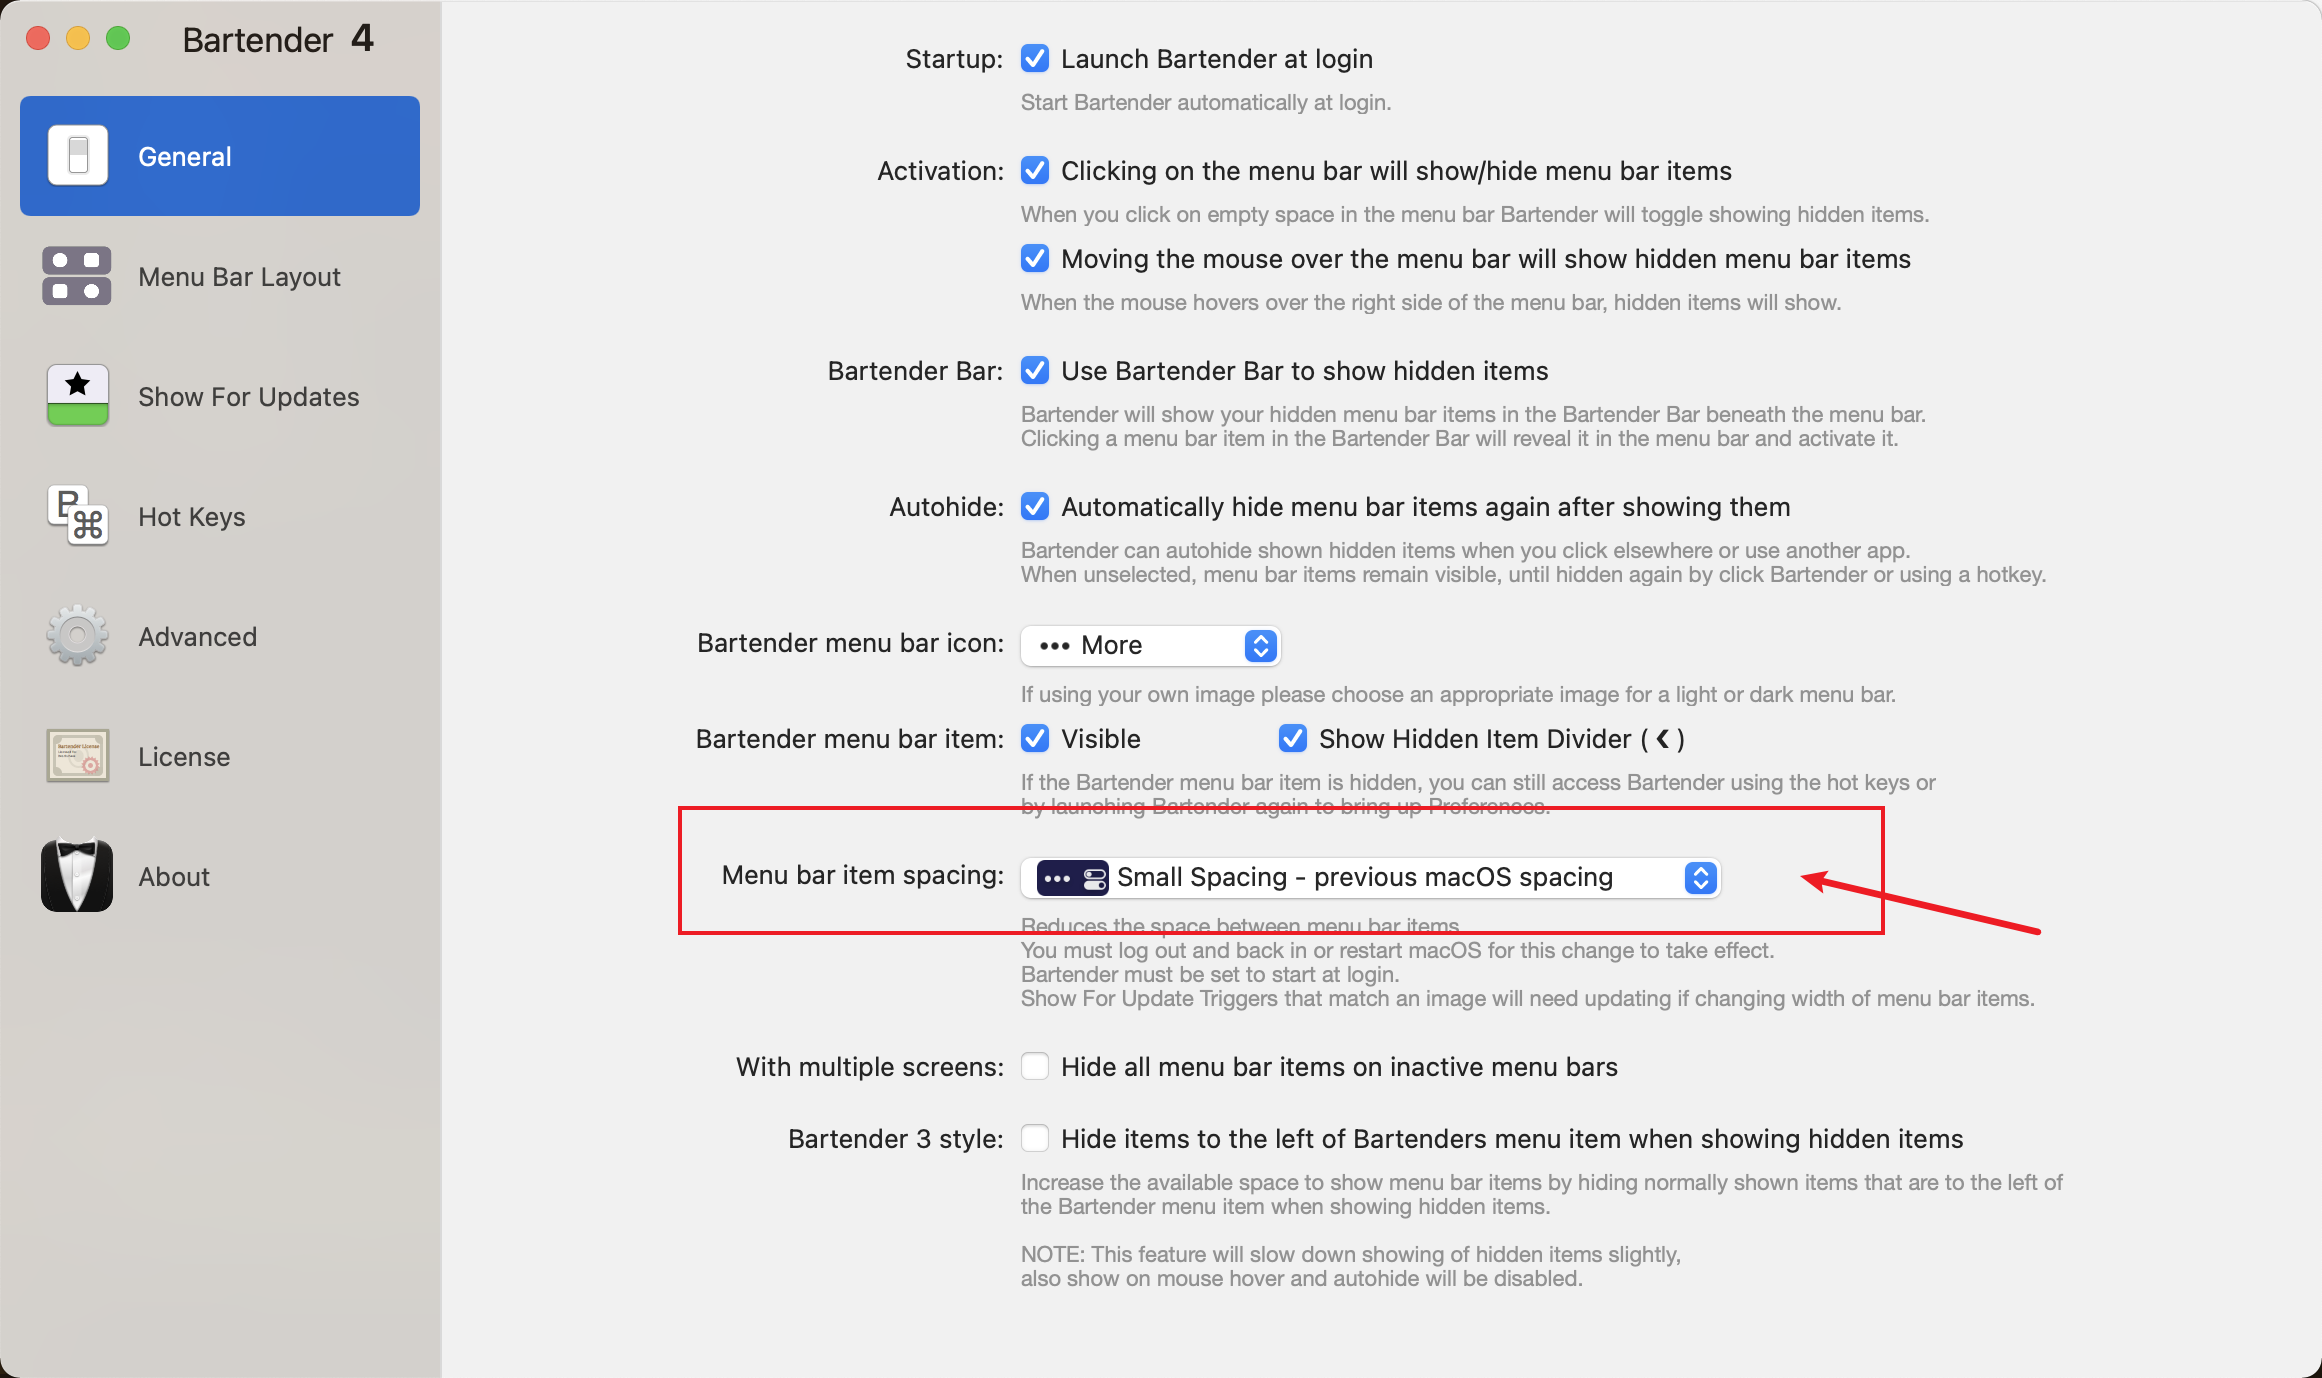 Bartender 4
General
Menu Bar Layout
Show For Updates
B
⌘
Hot Keys
Advanced
Bartender License
License
About
Startup: Launch Bartender at login
Start Bartender automatically at login.
Activation: Clicking on the menu bar will show/hide menu bar items
When you click on empty space in the menu bar Bartender will toggle showing hidden items.
Moving the mouse over the menu bar will show hidden menu bar items
When the mouse hovers over the right side of the menu bar, hidden items will show.
Bartender Bar: Use Bartender Bar to show hidden items
Bartender will show your hidden menu bar items in the Bartender Bar beneath the menu bar.
Clicking a menu bar item in the Bartender Bar will reveal it in the menu bar and activate it.
Autohide: Automatically hide menu bar items again after showing them
Bartender can autohide shown hidden items when you click elsewhere or use another app.
When unselected, menu bar items remain visible, until hidden again by click Bartender or using a hotkey.
Bartender menu bar icon: ••• More
If using your own image please choose an appropriate image for a light or dark menu bar.
Bartender menu bar item: Visible Show Hidden Item Divider ( ❮ )
If the Bartender menu bar item is hidden, you can still access Bartender using the hot keys or
by launching Bartender again to bring up Preferences.
Menu bar item spacing: ••• Small Spacing - previous macOS spacing
Reduces the space between menu bar items
You must log out and back in or restart macOS for this change to take effect.
Bartender must be set to start at login.
Show For Update Triggers that match an image will need updating if changing width of menu bar items.
With multiple screens: Hide all menu bar items on inactive menu bars
Bartender 3 style: Hide items to the left of Bartenders menu item when showing hidden items
Increase the available space to show menu bar items by hiding normally shown items that are to the left of
the Bartender menu item when showing hidden items.
NOTE: This feature will slow down showing of hidden items slightly,
also show on mouse hover and autohide will be disabled.